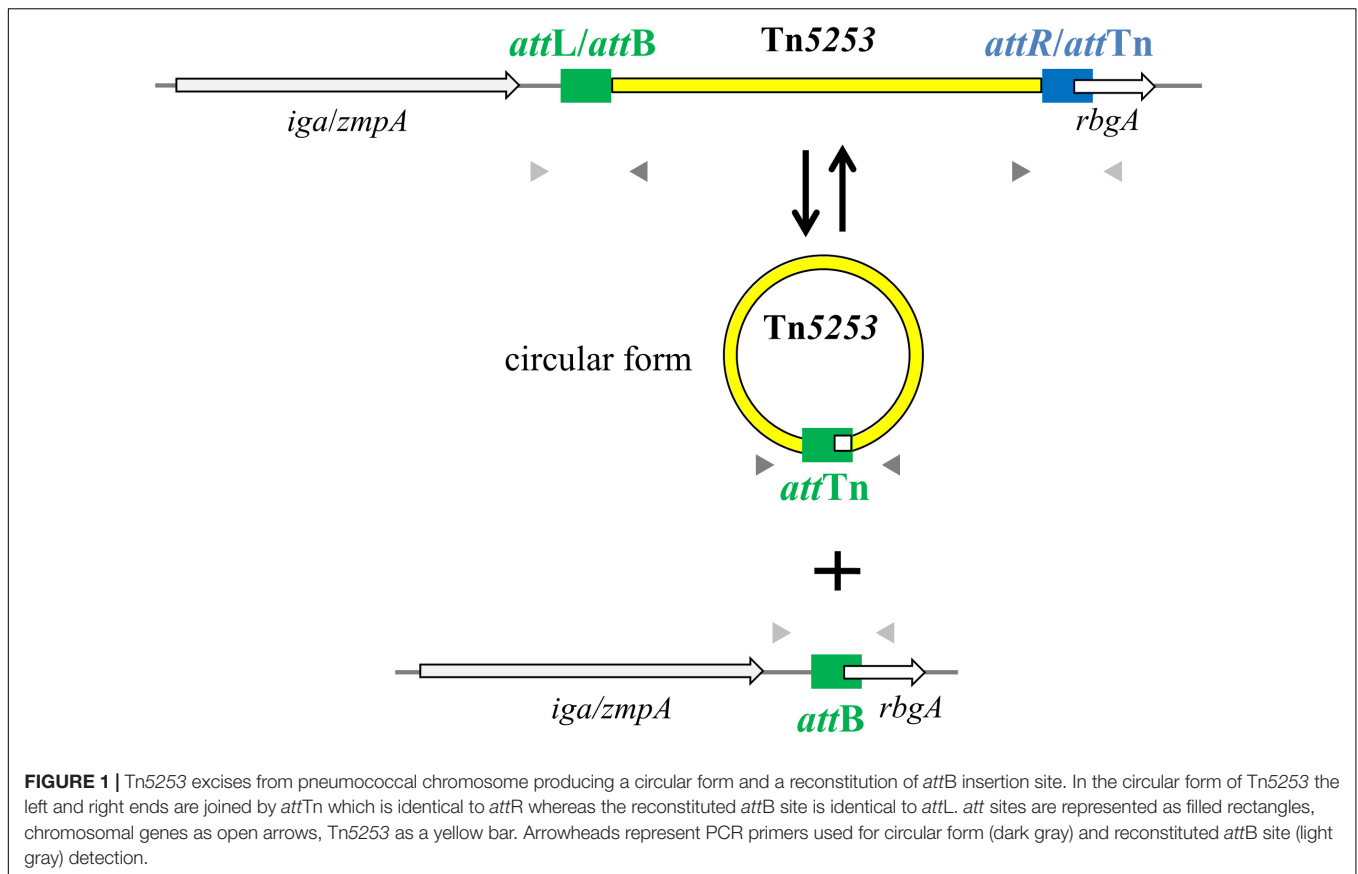 attL/attB Tn5253 attR/attTn
iga/zmpA rbgA
circular form Tn5253
attTn
+
iga/zmpA attB rbgA
FIGURE 1 | Tn5253 excises from pneumococcal chromosome producing a circular form and a reconstitution of attB insertion site. In the circular form of Tn5253 the
left and right ends are joined by attTn which is identical to attR whereas the reconstituted attB site is identical to attL. att sites are represented as filled rectangles,
chromosomal genes as open arrows, Tn5253 as a yellow bar. Arrowheads represent PCR primers used for circular form (dark gray) and reconstituted attB site (light
gray) detection.